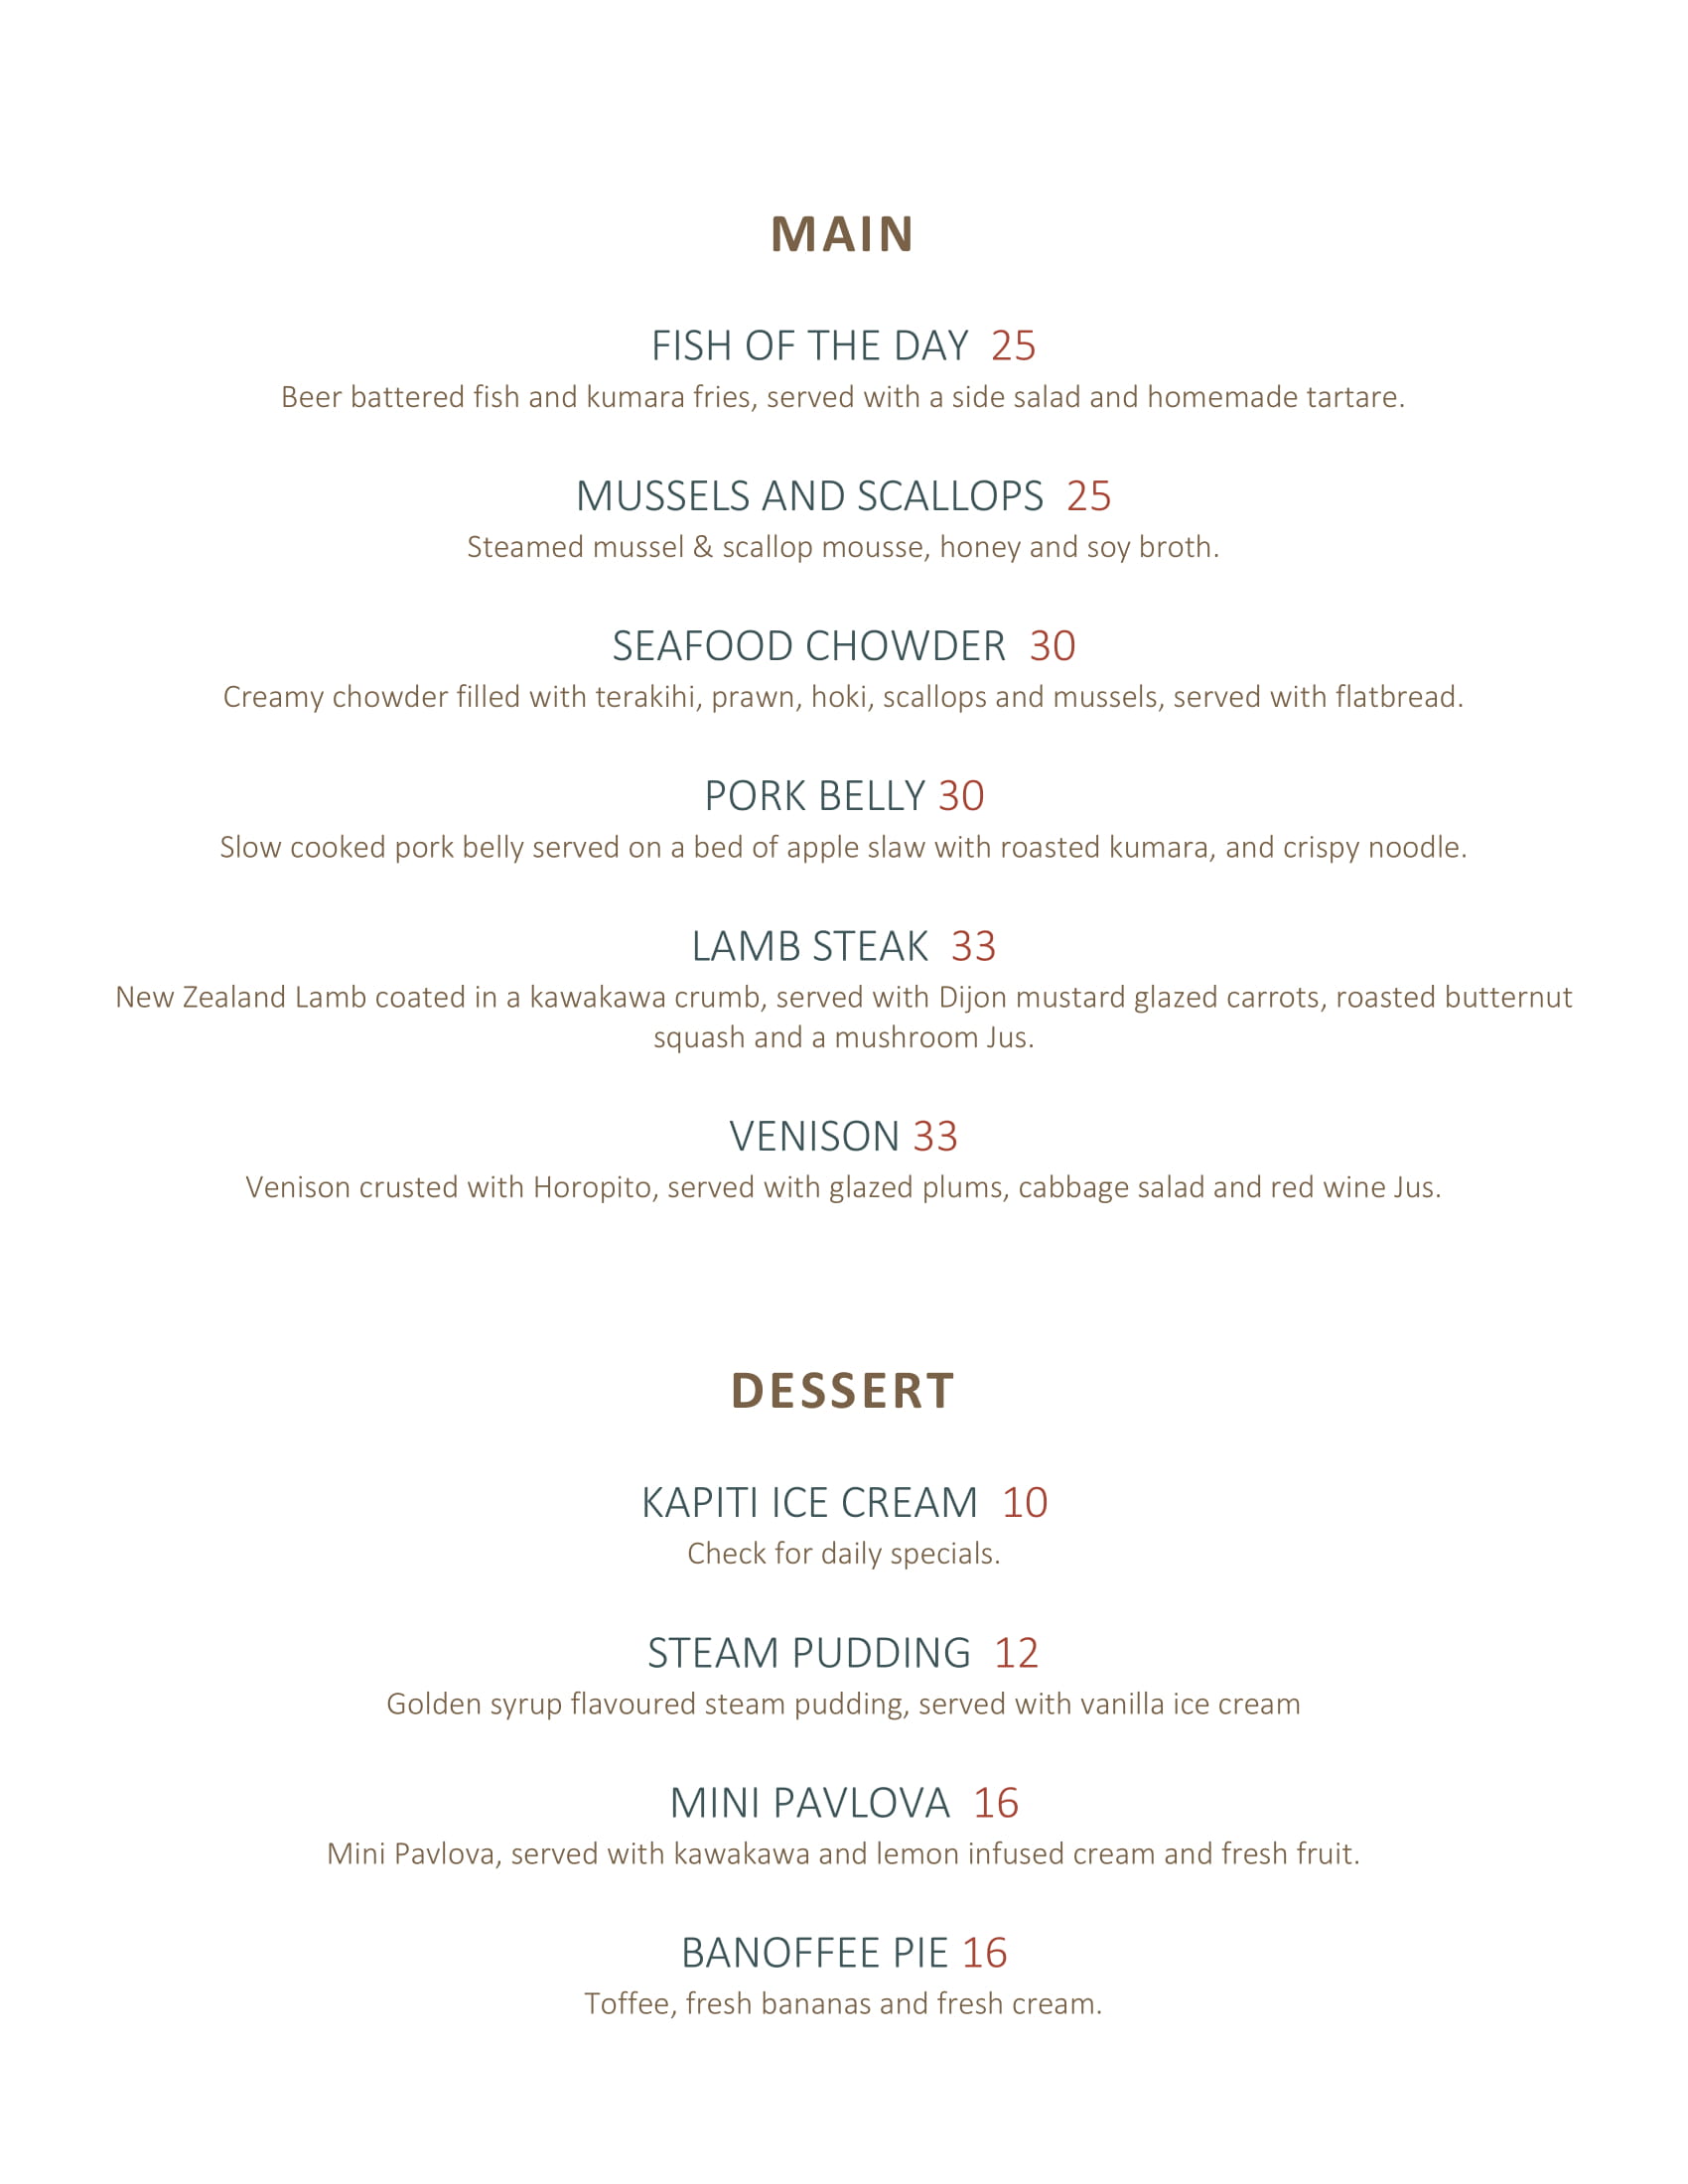 MAIN
FISH OF THE DAY 25
Beer battered fish and kumara fries, served with a side salad and homemade tartare.
MUSSELS AND SCALLOPS 25
Steamed mussel & scallop mousse, honey and soy broth.
SEAFOOD CHOWDER 30
Creamy chowder filled with terakihi, prawn, hoki, scallops and mussels, served with flatbread.
PORK BELLY 30
Slow cooked pork belly served on a bed of apple slaw with roasted kumara, and crispy noodle.
LAMB STEAK 33
New Zealand Lamb coated in a kawakawa crumb, served with Dijon mustard glazed carrots, roasted butternut
squash and a mushroom Jus.
VENISON 33
Venison crusted with Horopito, served with glazed plums, cabbage salad and red wine Jus.
DESSERT
KAPITI ICE CREAM 10
Check for daily specials.
STEAM PUDDING 12
Golden syrup flavoured steam pudding, served with vanilla ice cream
MINI PAVLOVA 16
Mini Pavlova, served with kawakawa and lemon infused cream and fresh fruit.
BANOFFEE PIE 16
Toffee, fresh bananas and fresh cream.